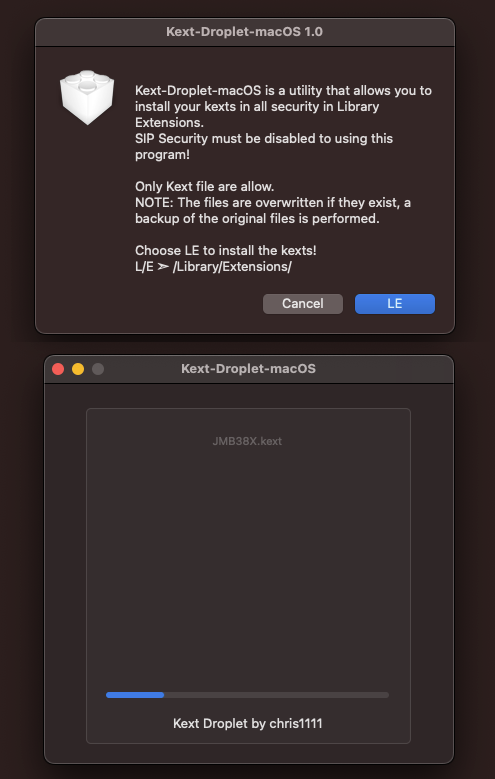 Kext-Droplet-macOS 1.0
Kext-Droplet-macOS is a utility that allows you to
install your kexts in all security in Library
Extensions.
SIP Security must be disabled to using this
program!
Only Kext file are allow.
NOTE: The files are overwritten if they exist, a
backup of the original files is performed.
Choose LE to install the kexts!
L/E ➣ /Library/Extensions/
Cancel
LE
Kext-Droplet-macOS
JMB38X.kext
Kext Droplet by chris1111